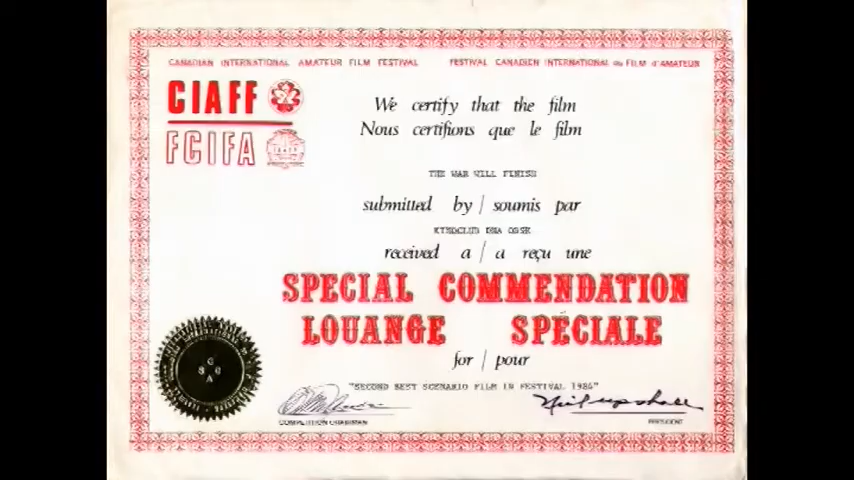 CANADIAN INTERNATIONAL AMATEUR FILM FESTIVAL FESTIVAL CANADIEN INTERNATIONAL du FILM d'AMATEUR
CIAFF
FCIFA
We certify that the film
Nous certifions que le film
THE WAR WILL FINISH
submitted by / soumis par
received a / a reçu une
SPECIAL COMMENDATION
LOUANGE SPÉCIALE
for / pour
"SECOND BEST SCENARIO FILM IN FESTIVAL 1986"
COMPETITION CHAIRMAN
PRESIDENT